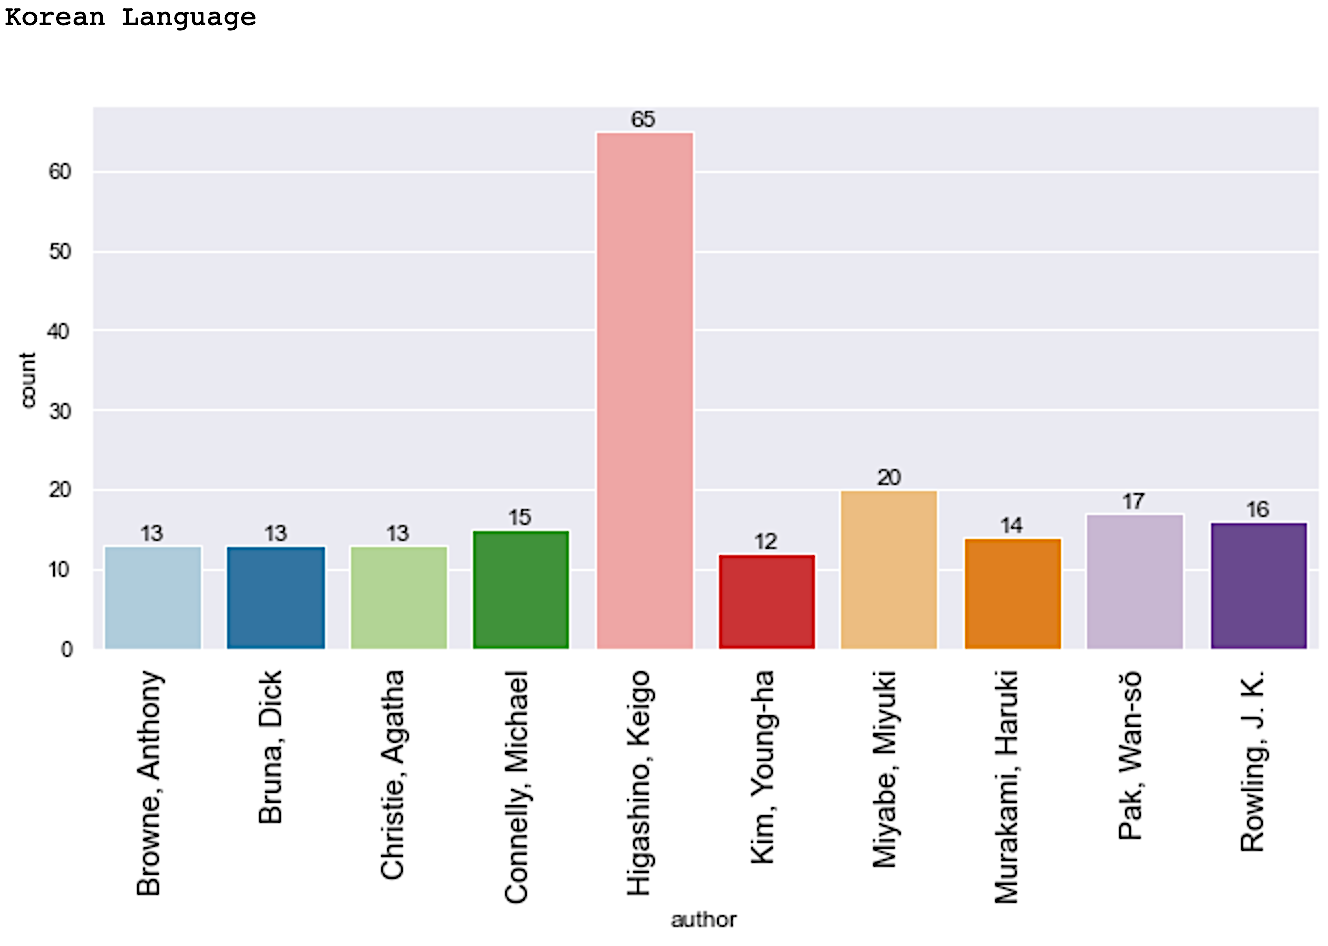 Korean Language
65
60
50
40
30
20
10
0
count
13
13
13
15
12
20
14
17
16
Browne, Anthony
Bruna, Dick
Christie, Agatha
Connelly, Michael
Higashino, Keigo
Kim, Young-ha
Miyabe, Miyuki
Murakami, Haruki
Pak, Wan-sŏ
Rowling, J. K.
author